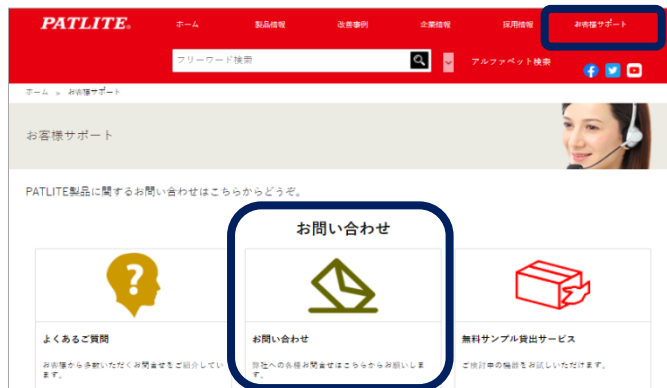 PATLITE®
ホーム
製品情報
改善事例
企業情報
採用情報
お客様サポート
フリーワード検索
アルファベット検索
ホーム > お客様サポート
お客様サポート
PATLITE製品に関するお問い合わせはこちらからどうぞ。
お問い合わせ
よくあるご質問
お客様から多数いただくお問合せをご紹介してい
ます。
お問い合わせ
弊社への各種お問合せはこちらからお願いしま
す。
無料サンプル貸出サービス
ご検討中の機器をお試しいただけます。